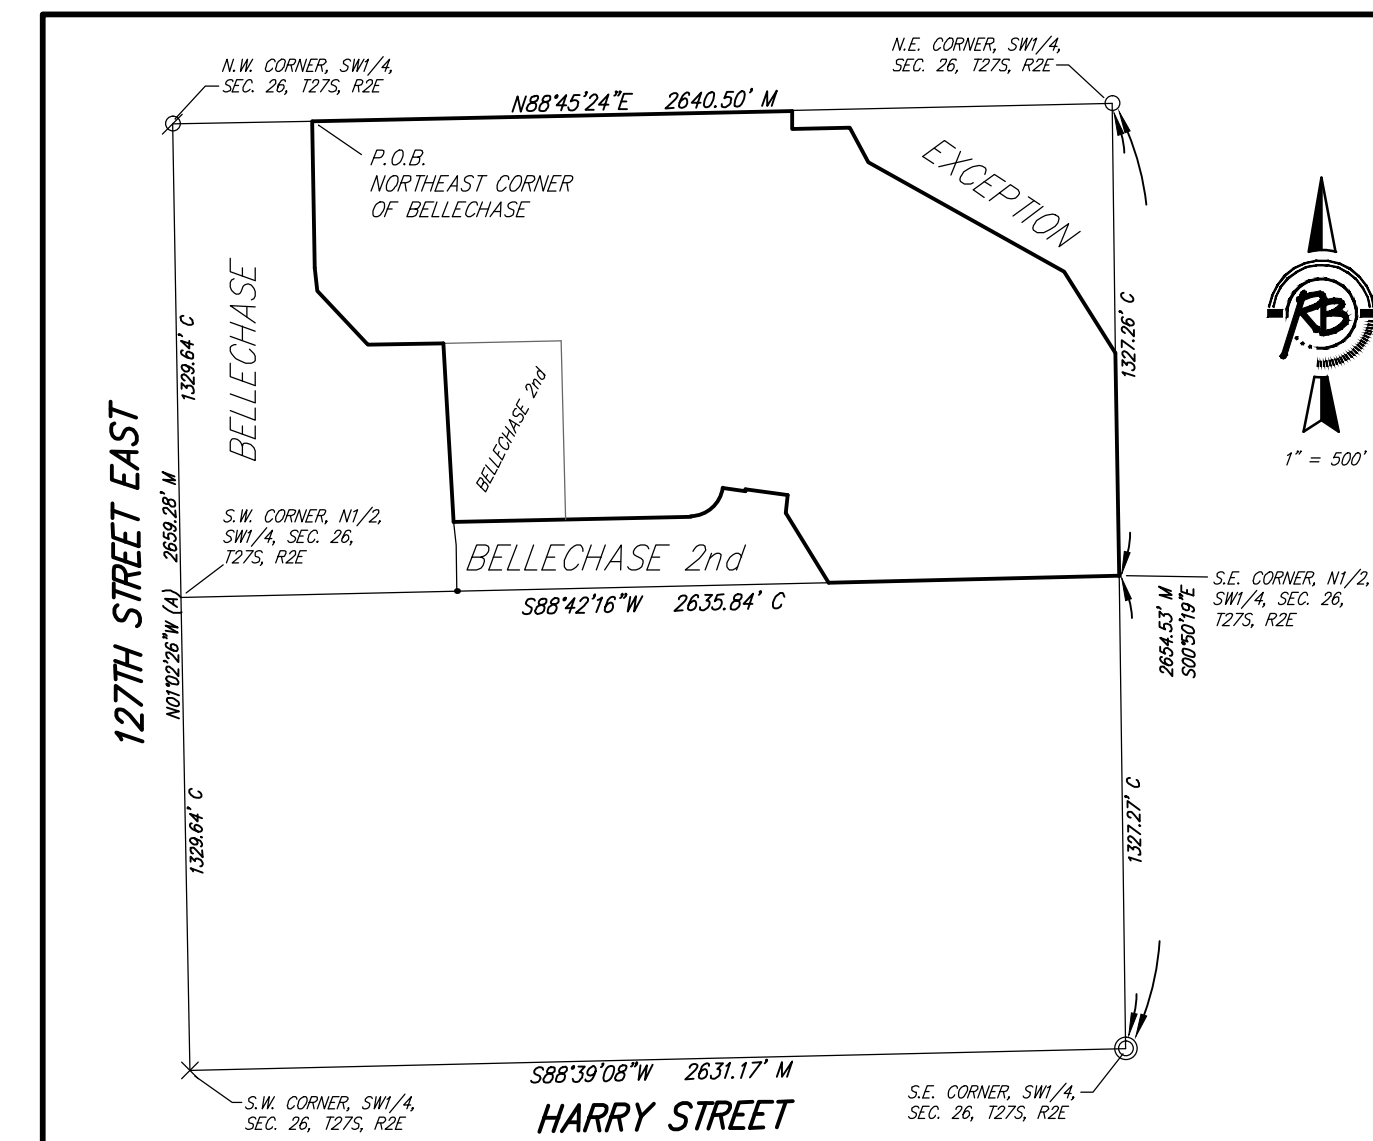 N.W. CORNER, SW1/4,
SEC. 26, T27S, R2E
N.E. CORNER, SW1/4,
SEC. 26, T27S, R2E
N88°45'24"E 2640.50' M
P.O.B.
NORTHEAST CORNER
OF BELLECHASE
EXCEPTION
BELLECHASE
1329.64' C
1327.26' C
RB
1" = 500'
BELLECHASE 2nd
127TH STREET EAST
2659.28' M
N01°02'26"W (A)
S.W. CORNER, N1/2,
SW1/4, SEC. 26,
T27S, R2E
BELLECHASE 2nd
S88°42'16"W 2635.84' C
S.E. CORNER, N1/2,
SW1/4, SEC. 26,
T27S, R2E
2654.53' M
S00°50'19"E
1329.64' C
1327.27' C
S88°39'08"W 2631.17' M
HARRY STREET
S.W. CORNER, SW1/4,
SEC. 26, T27S, R2E
S.E. CORNER, SW1/4,
SEC. 26, T27S, R2E